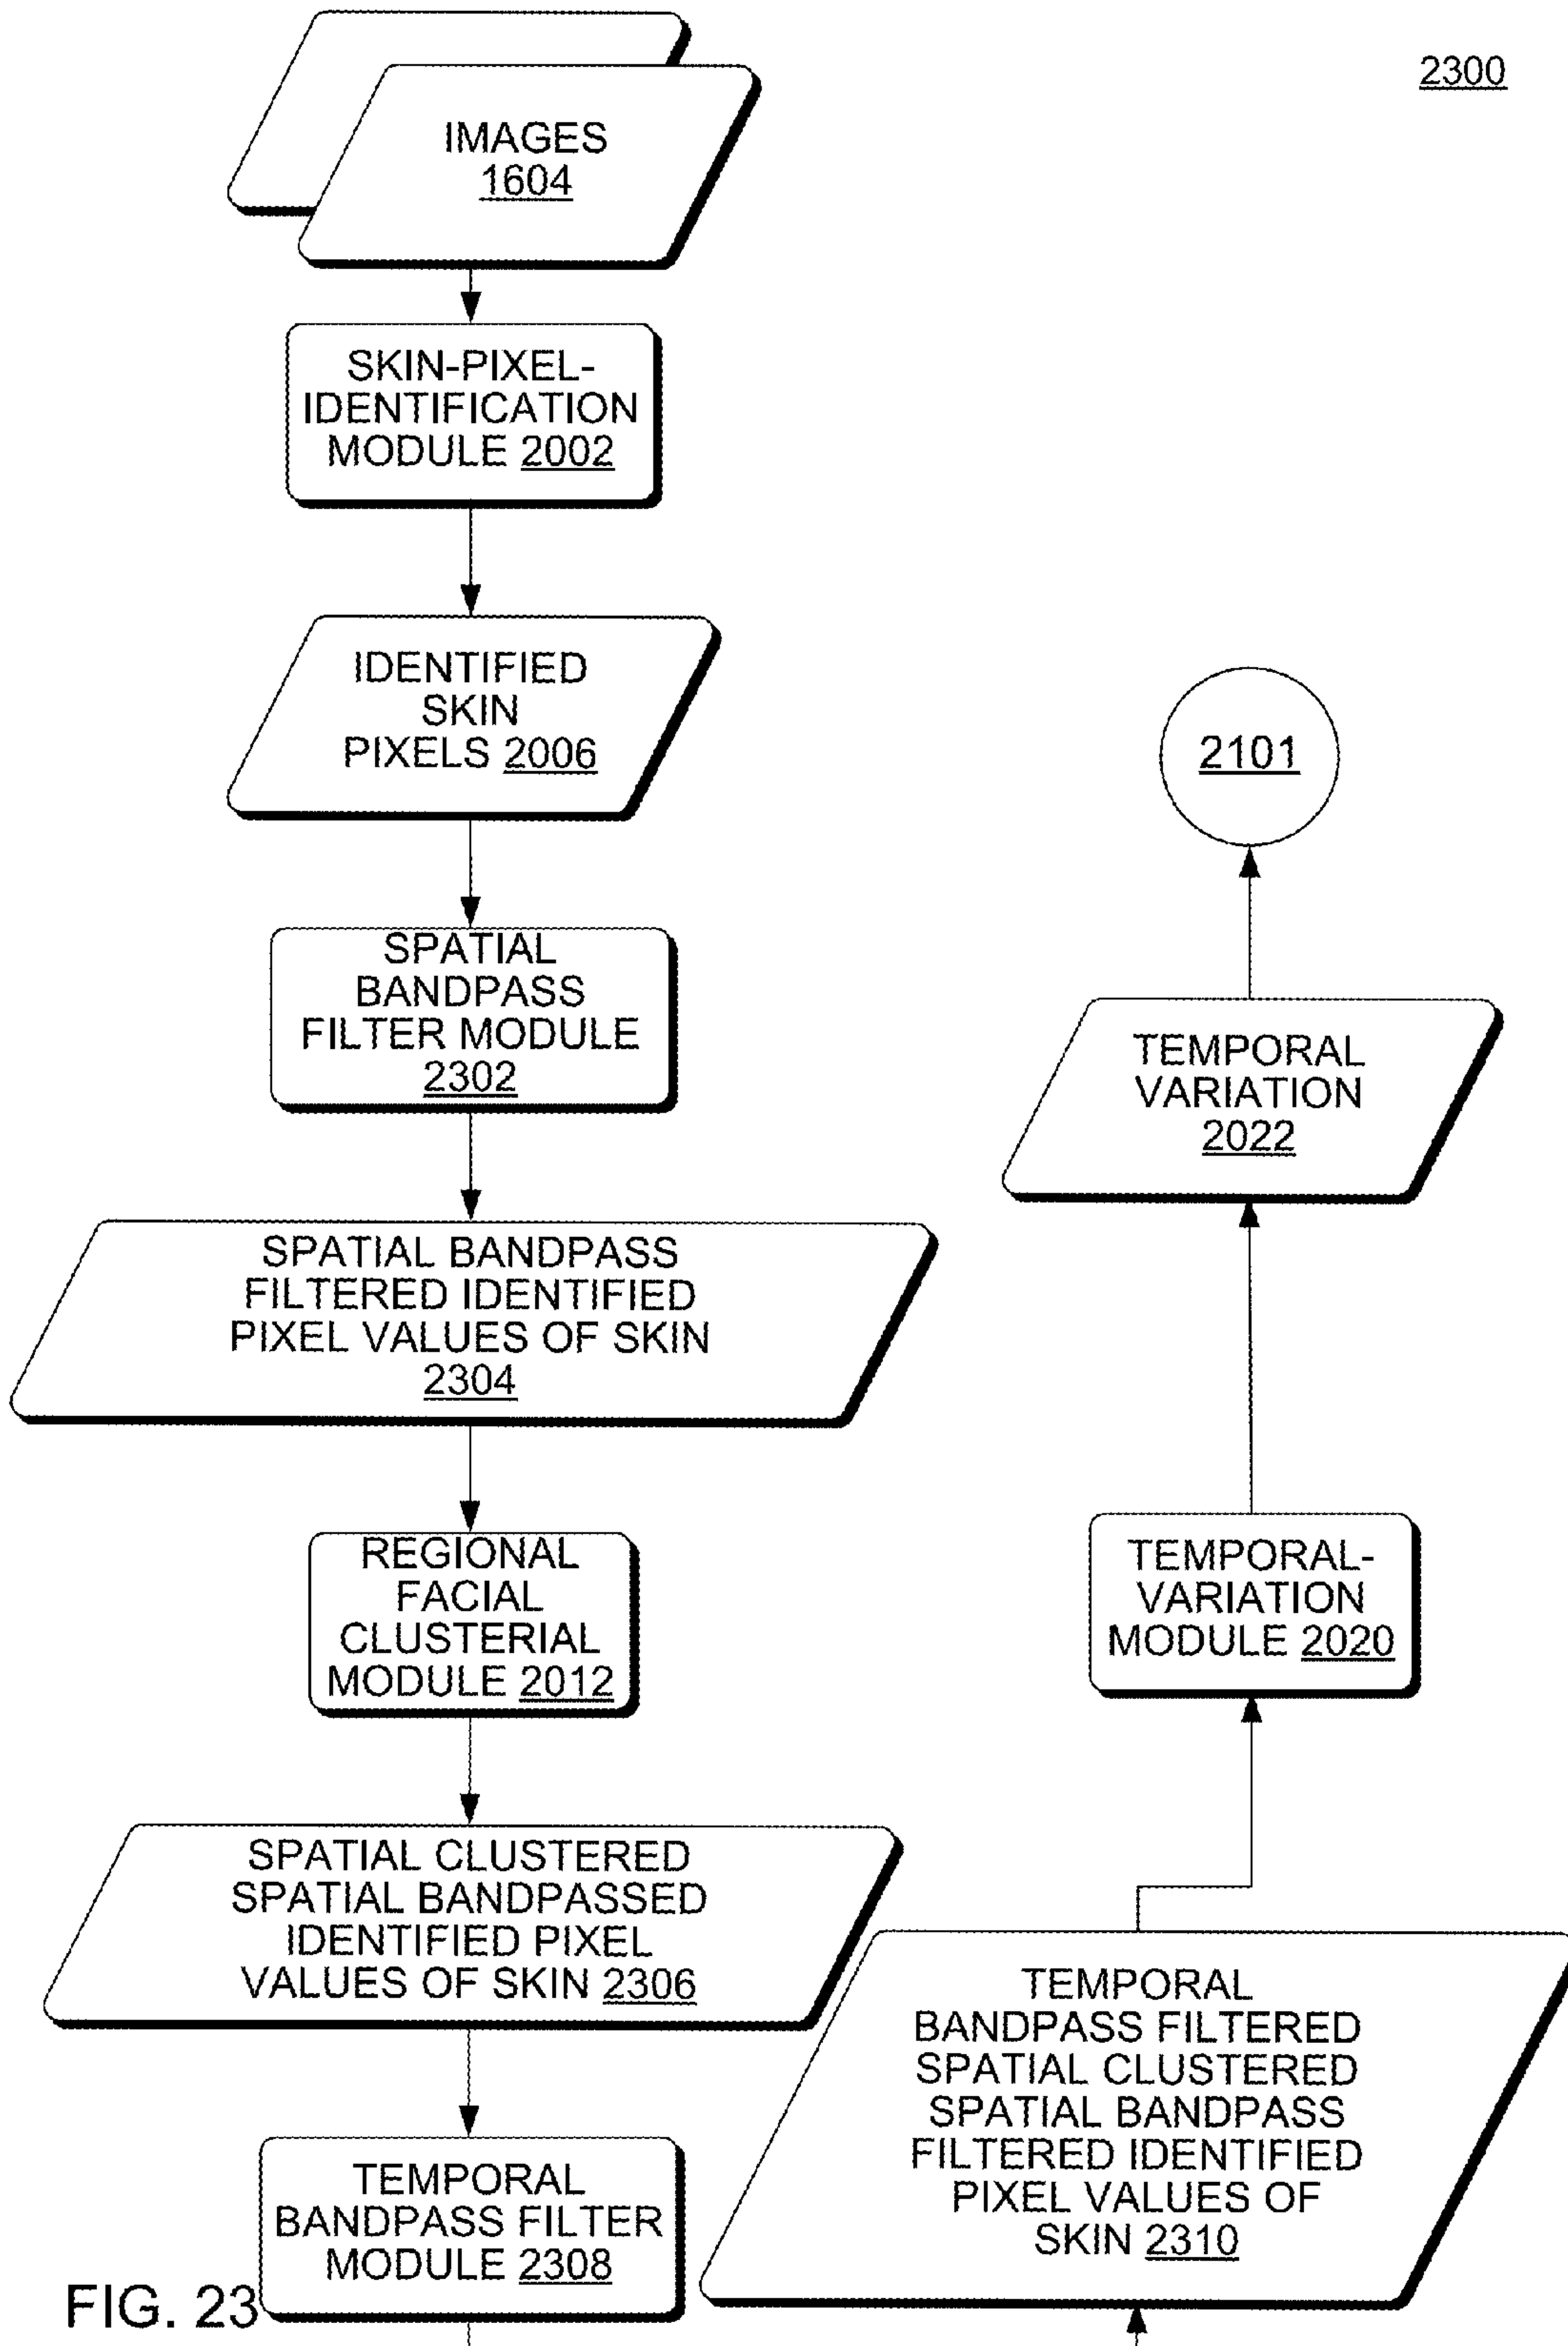 2300
IMAGES
1604
SKIN-PIXEL-
IDENTIFICATION
MODULE 2002
IDENTIFIED
SKIN
PIXELS 2006
SPATIAL
BANDPASS
FILTER MODULE
2302
SPATIAL BANDPASS
FILTERED IDENTIFIED
PIXEL VALUES OF SKIN
2304
REGIONAL
FACIAL
CLUSTERIAL
MODULE 2012
SPATIAL CLUSTERED
SPATIAL BANDPASSED
IDENTIFIED PIXEL
VALUES OF SKIN 2306
TEMPORAL
BANDPASS FILTER
MODULE 2308
TEMPORAL
BANDPASS FILTERED
SPATIAL CLUSTERED
SPATIAL BANDPASS
FILTERED IDENTIFIED
PIXEL VALUES OF
SKIN 2310
TEMPORAL-
VARIATION
MODULE 2020
TEMPORAL
VARIATION
2022
2101
FIG. 23